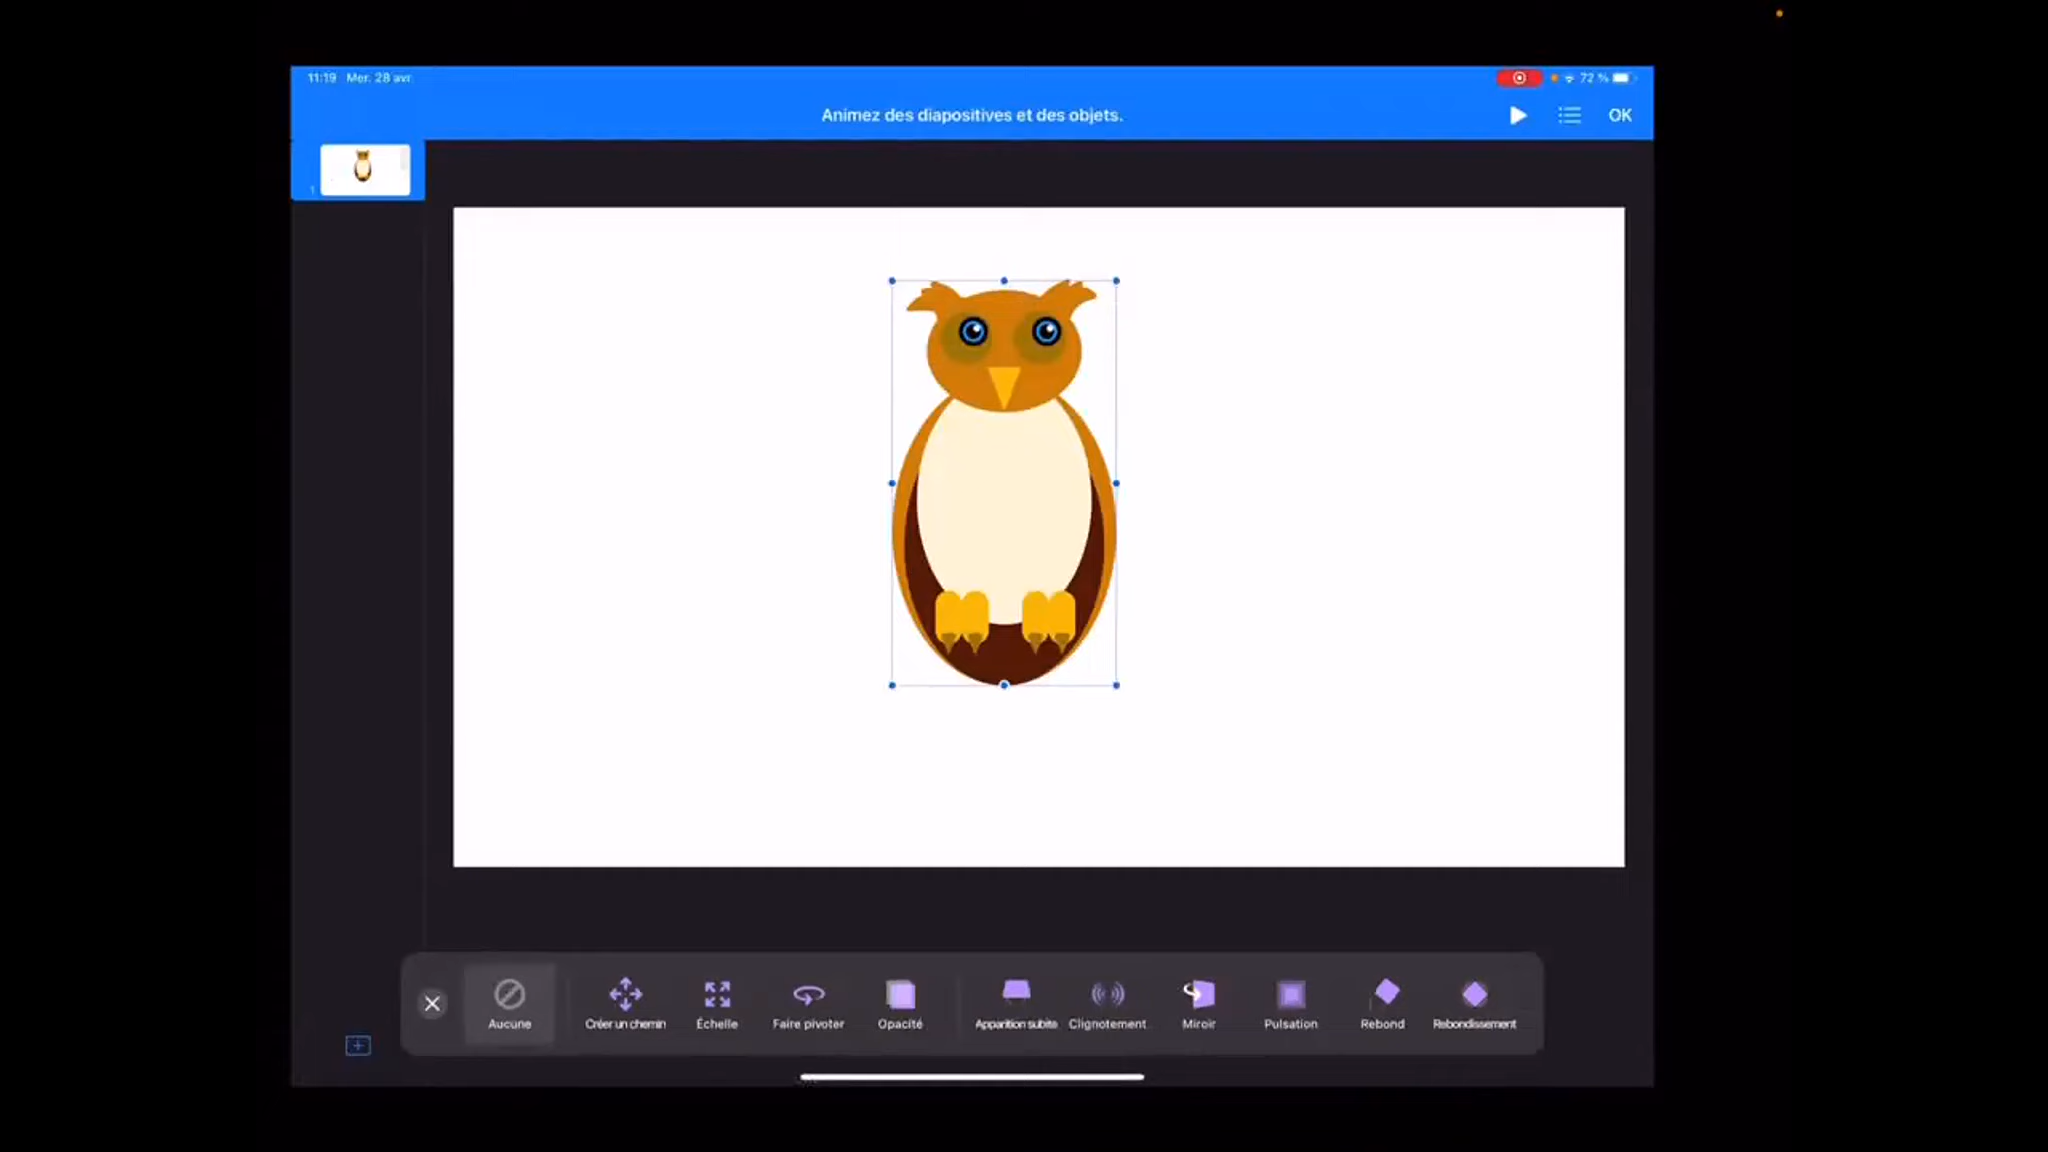 11:19 Mer. 28 avr.
72 %
Animez des diapositives et des objets.
OK
1
Aucune
Créer un chemin
Échelle
Faire pivoter
Opacité
Apparition subite
Clignotement
Miroir
Pulsation
Rebond
Rebondissement